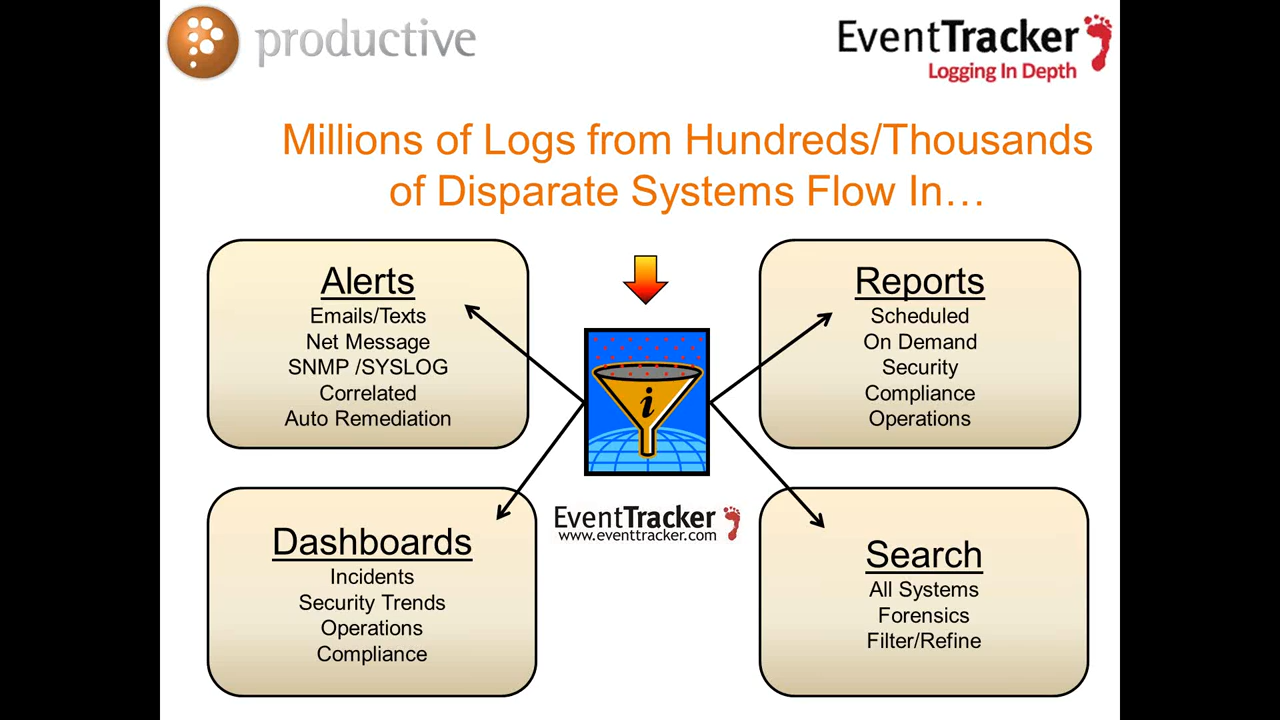 productive
EventTracker
Logging In Depth
Millions of Logs from Hundreds/Thousands
of Disparate Systems Flow In…
Alerts
Emails/Texts
Net Message
SNMP /SYSLOG
Correlated
Auto Remediation
Reports
Scheduled
On Demand
Security
Compliance
Operations
i
EventTracker
www.eventtracker.com
Dashboards
Incidents
Security Trends
Operations
Compliance
Search
All Systems
Forensics
Filter/Refine